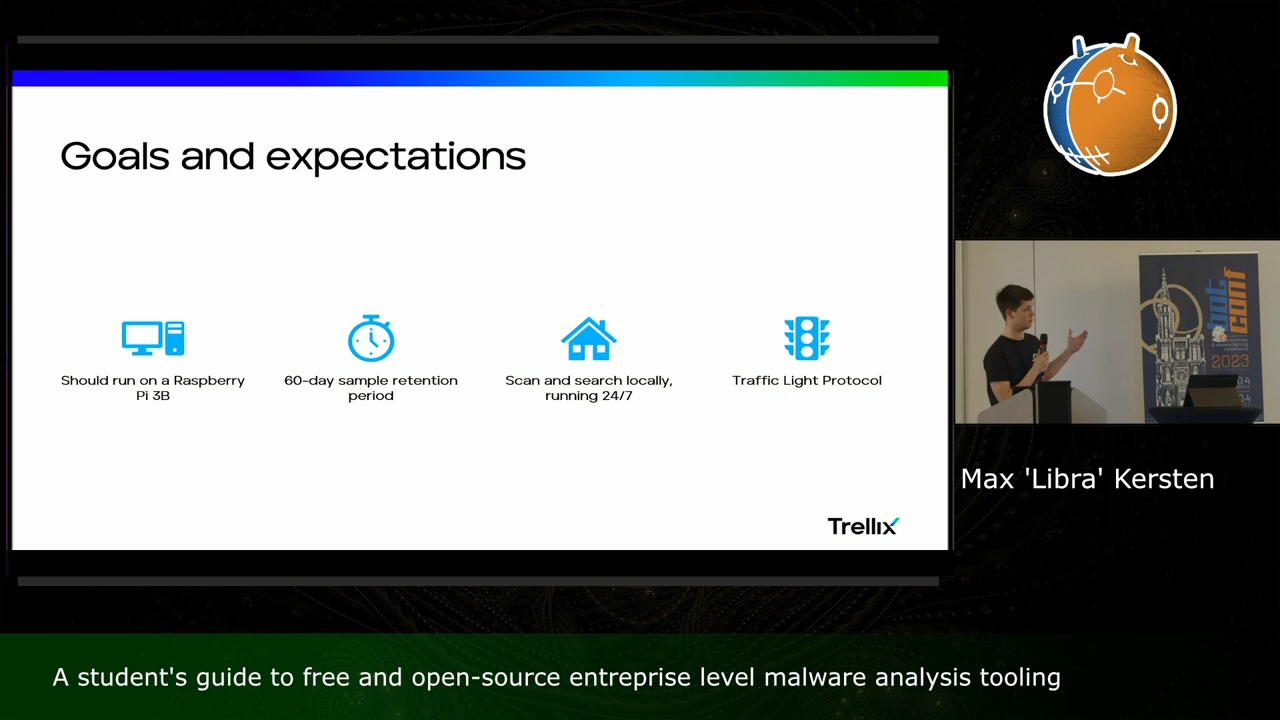 Goals and expectations
Should run on a Raspberry
Pi 3B
60-day sample retention
period
Scan and search locally,
running 24/7
Traffic Light Protocol
Trellix
bot
conf
2023
Max 'Libra' Kersten
A student's guide to free and open-source entreprise level malware analysis tooling